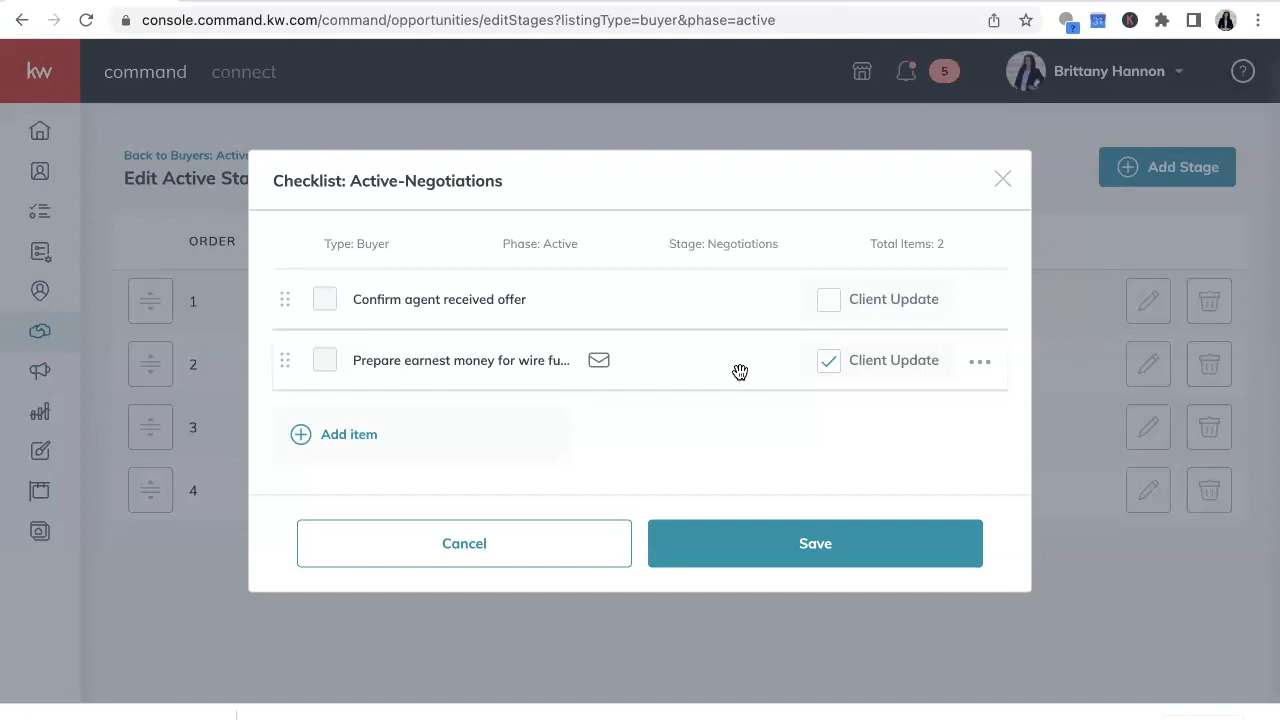 console.command.kw.com/command/opportunities/editStages?listingType=buyer&phase=active
kw command connect 5 Brittany Hannon ?
Back to Buyers: Active
Edit Active Sta
Add Stage
Checklist: Active-Negotiations
ORDER
Type: Buyer Phase: Active Stage: Negotiations Total Items: 2
1 Confirm agent received offer Client Update
2 Prepare earnest money for wire fu... Client Update
3 Add item
4
Cancel Save